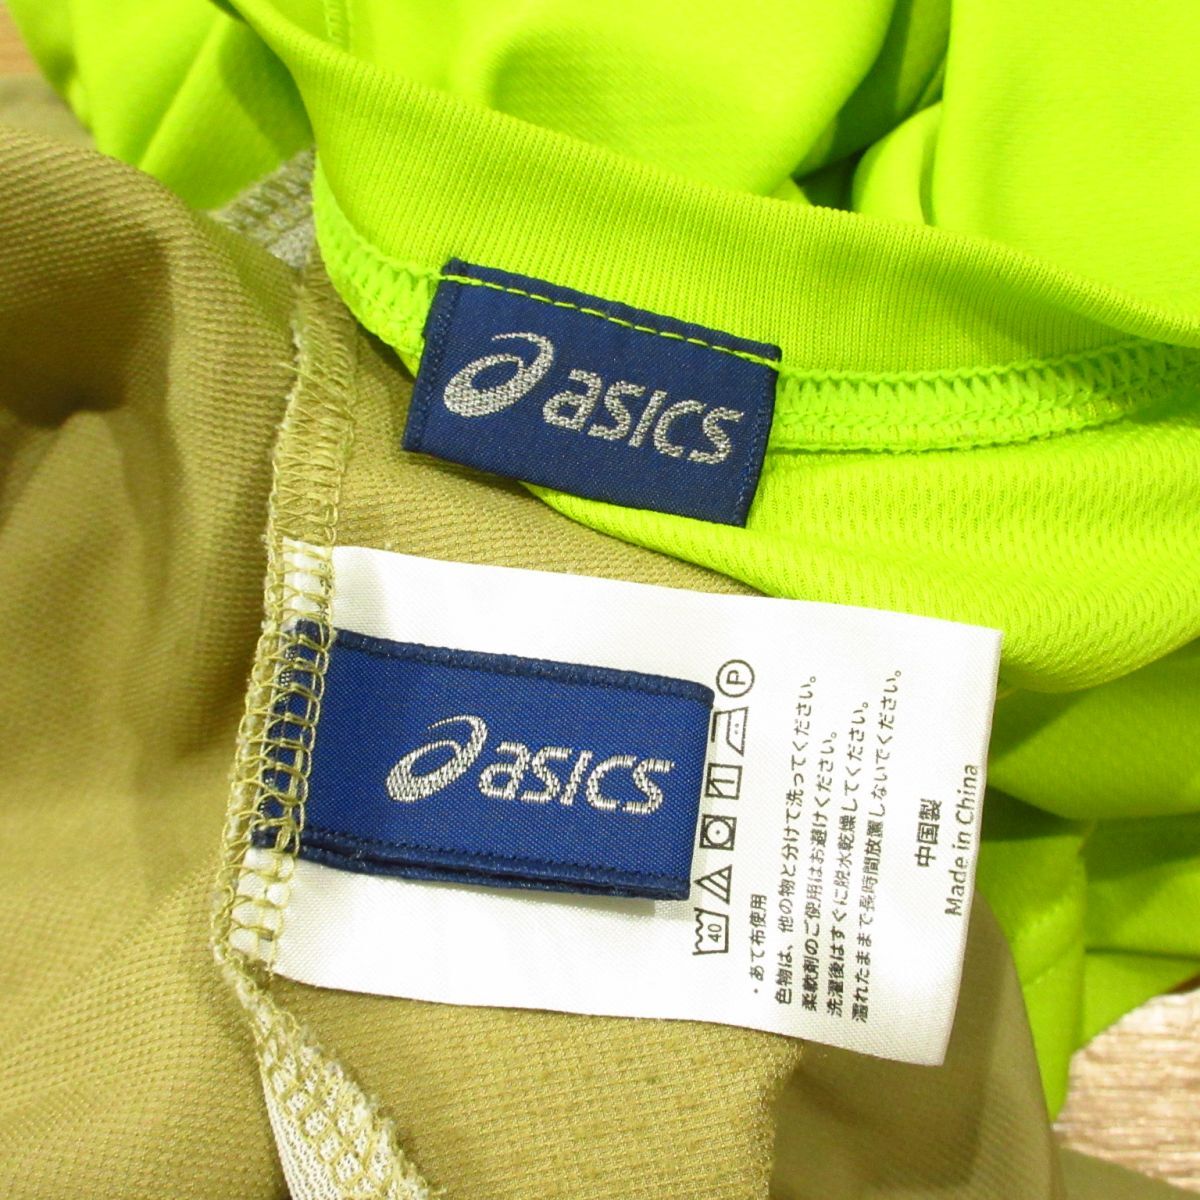 asics
asics
40
P
・あて布使用
色物は、他の物と分けて洗ってください。
柔軟剤のご使用はお避けください。
洗濯後はすぐに脱水乾燥してください。
濡れたままで長時間放置しないでください。
中国製
Made in China